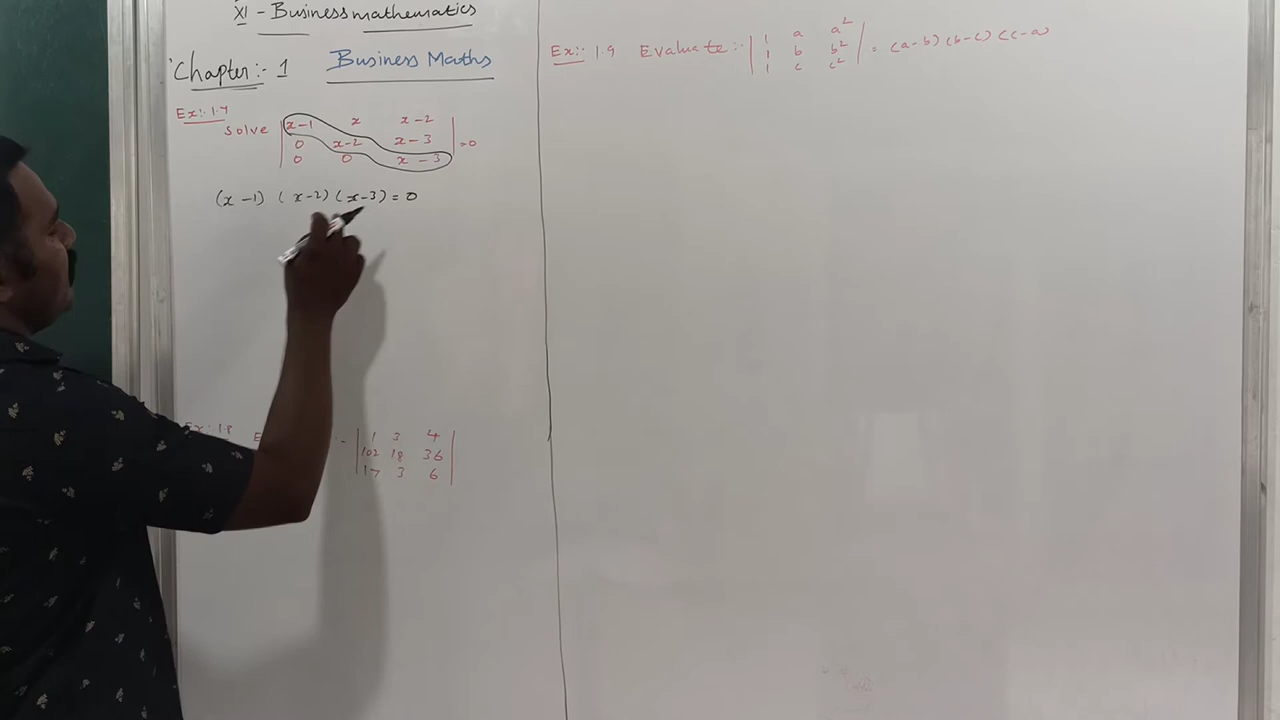 XI - Business mathematics
Chapter:- 1 Business Maths
Ex:- 1.7
solve | x-1 x x-2 |
| 0 x-2 x-3 | = 0
| 0 0 x-3 |
(x-1) (x-2) (x-3) = 0
Ex:- 1.8 :- | 1 3 4 |
| 102 18 36 |
| 17 3 6 |
Ex:- 1.9 Evaluate:- | 1 a a² |
| 1 b b² | = (a-b) (b-c) (c-a)
| 1 c c² |